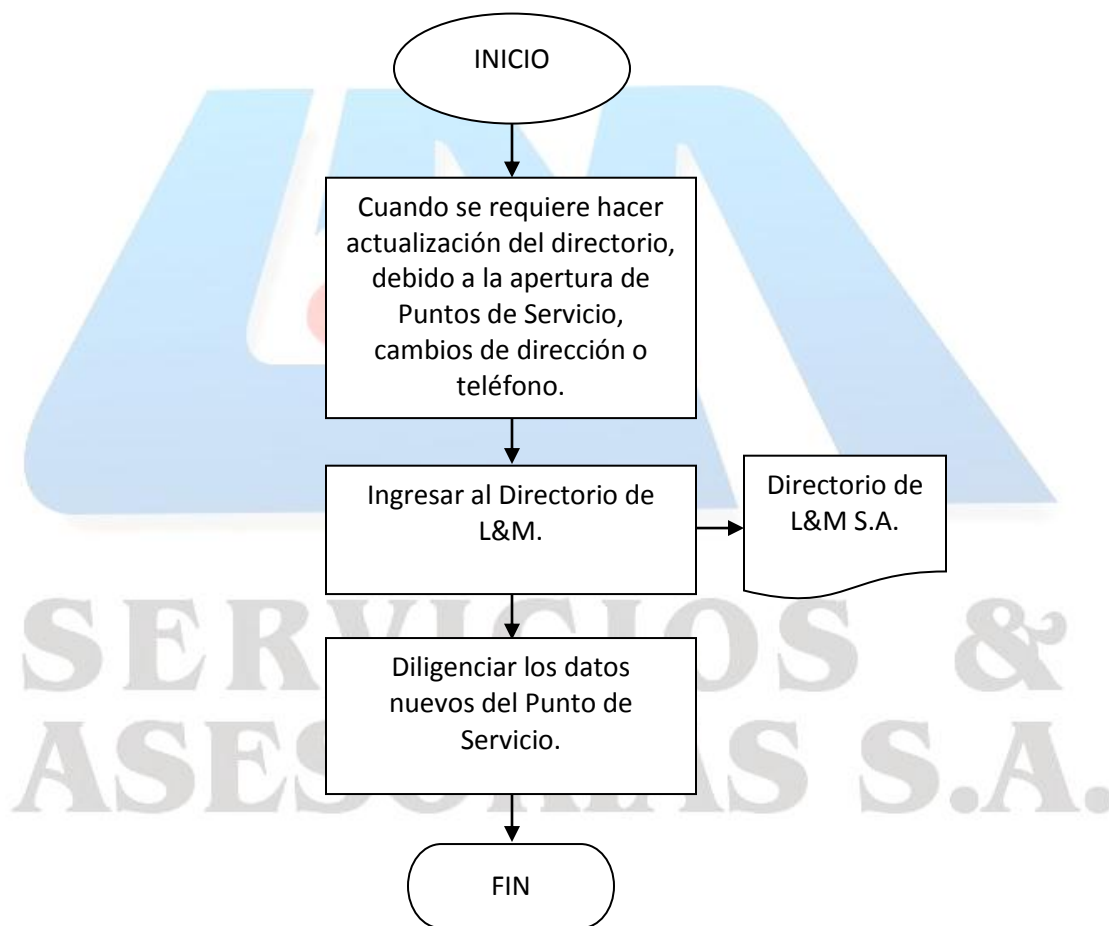 INICIO
Cuando se requiere hacer
actualización del directorio,
debido a la apertura de
Puntos de Servicio,
cambios de dirección o
teléfono.
Ingresar al Directorio de
L&M.
Directorio de
L&M S.A.
SERVICIOS &
ASESORIAS S.A.
Diligenciar los datos
nuevos del Punto de
Servicio.
FIN